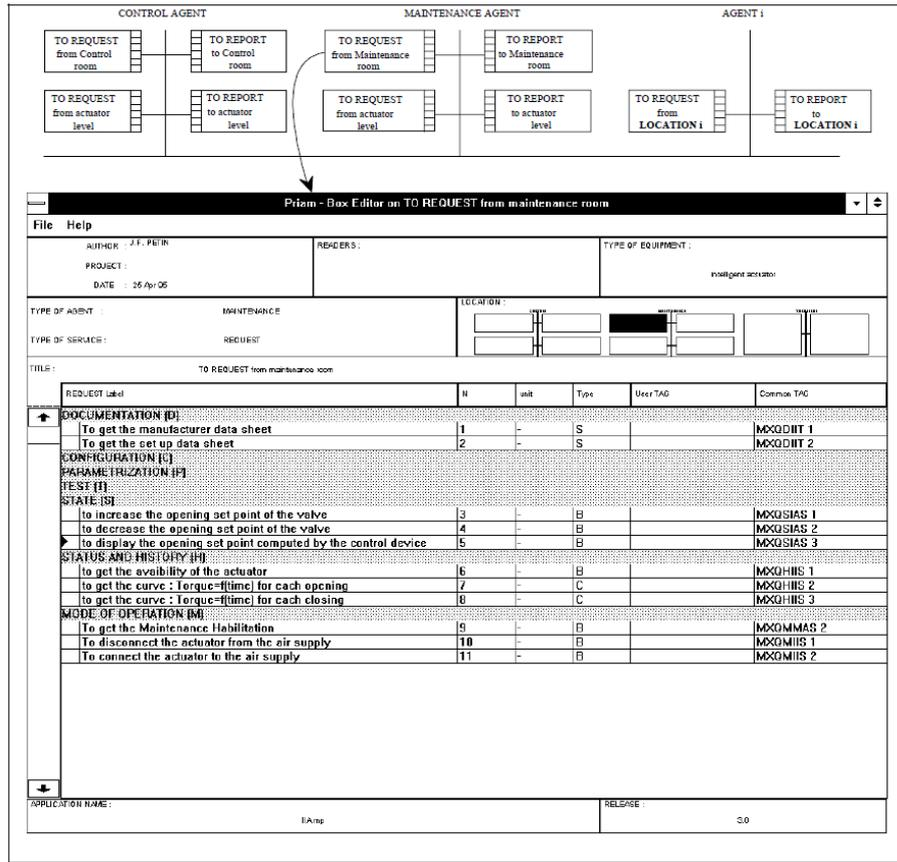 CONTROL AGENT MAINTENANCE AGENT AGENT i
TO REQUEST
from Control
room
TO REPORT
to Control
room
TO REQUEST
from Maintenance
room
TO REPORT
to Maintenance
room
TO REQUEST
from actuator
level
TO REPORT
to actuator
level
TO REQUEST
from actuator
level
TO REPORT
to actuator
level
TO REQUEST
from
LOCATION i
TO REPORT
to
LOCATION i
Priam - Box Editor on TO REQUEST from maintenance room
File Help
AUTHOR : J.F. PETIN
PROJECT :
DATE : 25 Apr 95
READERS :
TYPE OF EQUIPMENT :
Intelligent actuator
TYPE OF AGENT : MAINTENANCE
TYPE OF SERVICE : REQUEST
LOCATION :
TITLE : TO REQUEST from maintenance room
REQUEST Label N unit Type User TAG Common TAG
DOCUMENTATION [D]
To get the manufacturer data sheet 1 - S MXQDIIT 1
To get the set up data sheet 2 - S MXQDIIT 2
CONFIGURATION [C]
PARAMETRIZATION [P]
TEST [T]
STATE [S]
to increase the opening set point of the valve 3 - B MXQSIAS 1
to decrease the opening set point of the valve 4 - B MXQSIAS 2
to display the opening set point computed by the control device 5 - B MXQSIAS 3
STATUS AND HISTORY [H]
to get the avaibility of the actuator 6 - B MXQHIIS 1
to get the curve : Torque=f(time) for each opening 7 - C MXQHIIS 2
to get the curve : Torque=f(time) for each closing 8 - C MXQHIIS 3
MODE OF OPERATION [M]
To get the Maintenance Habilitation 9 - B MXQMMAS 2
To disconnect the actuator from the air supply 10 - B MXQMIIS 1
To connect the actuator to the air supply 11 - B MXQMIIS 2
APPLICATION NAME :
RELEASE :
3.0